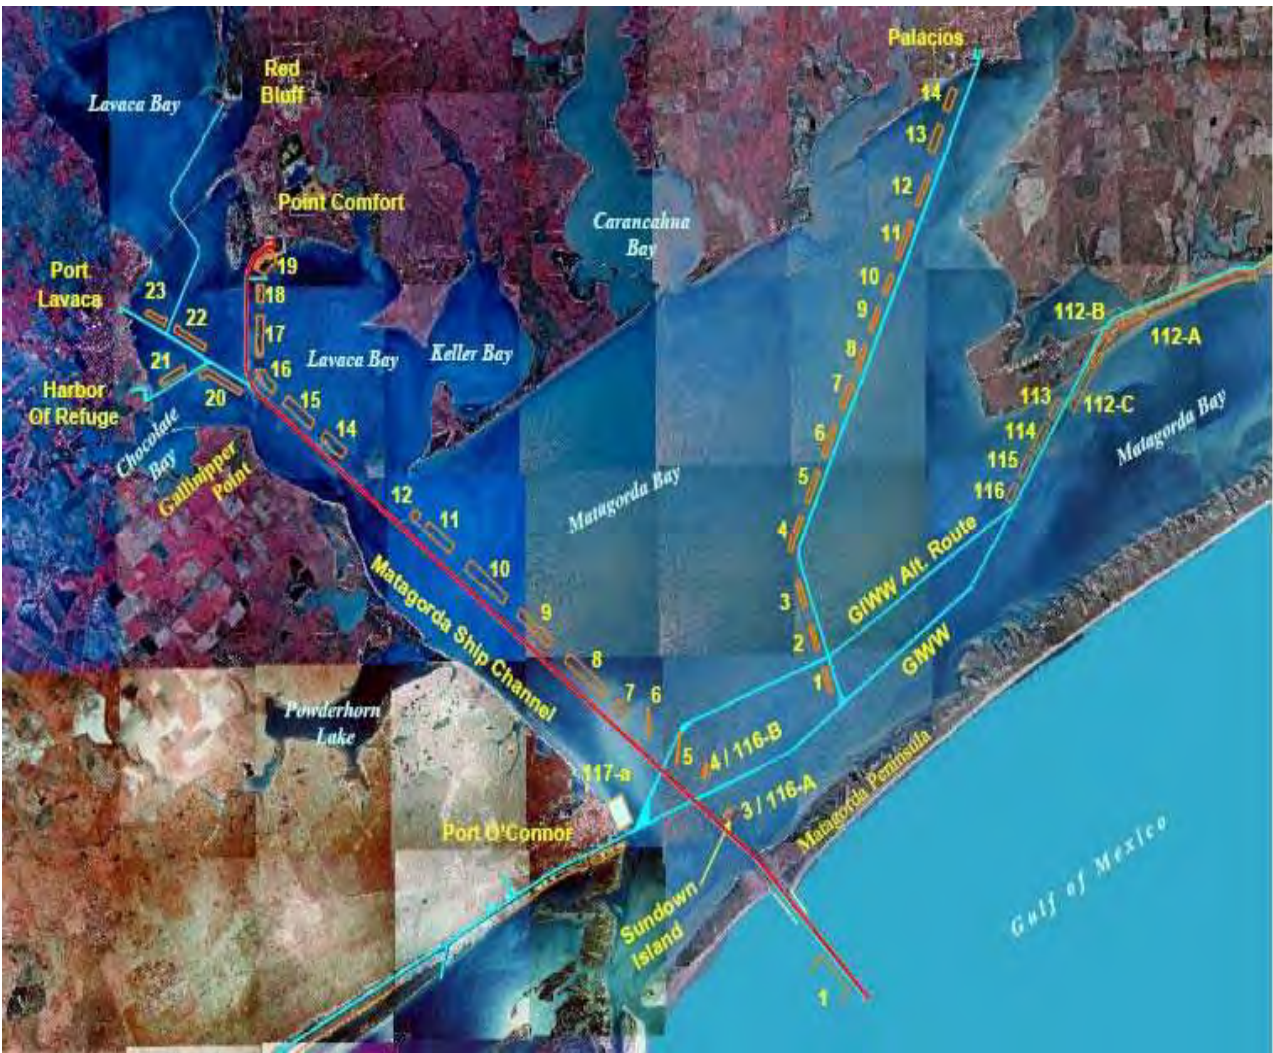 Palacios
Red
Bluff
Lavaca Bay
14
13
Point Comfort
12
Carancahna
Bay
11
19
Port
Lavaca
23
18
10
22
9
112-B
17
112-A
Lavaca Bay
Keller Bay
8
21
16
7
Harbor
Of Refuge
20
15
113
112-C
Chocolate
Bay
14
6
114
Matagorda Bay
Gallinipper
Point
115
5
116
12
Matagorda Bay
11
4
10
GIWW Alt. Route
3
9
Matagorda Ship Channel
2
8
GIWW
7
6
1
Powderhorn
Lake
5
4 / 116-B
117-a
3 / 116-A
Matagorda Peninsula
Port O'Connor
Gulf of Mexico
Sundown
Island
1